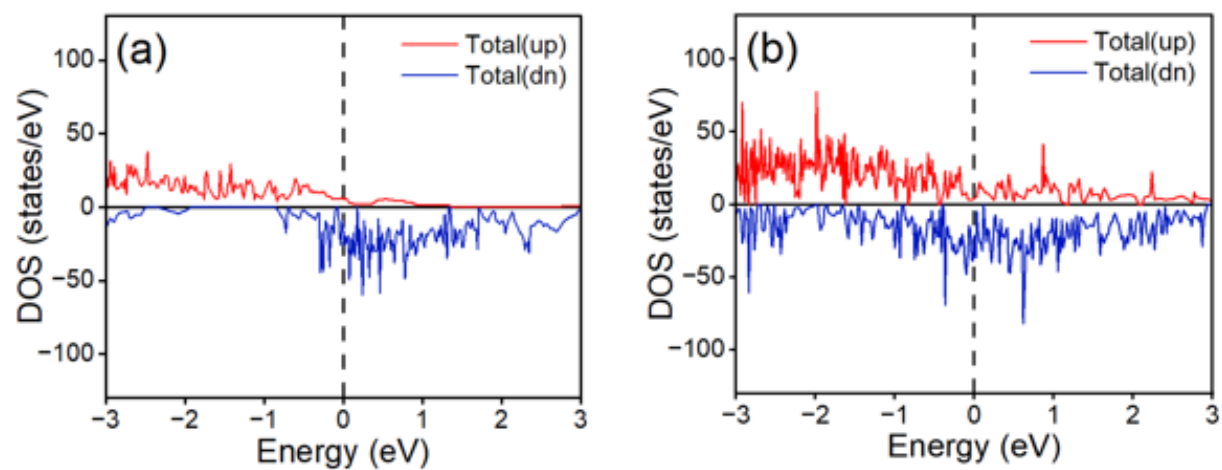 (a)
Total(up)
Total(dn)
100
50
0
−50
−100
DOS (states/eV)
−3
−2
−1
0
1
2
3
Energy (eV)
(b)
Total(up)
Total(dn)
100
50
0
−50
−100
DOS (states/eV)
−3
−2
−1
0
1
2
3
Energy (eV)